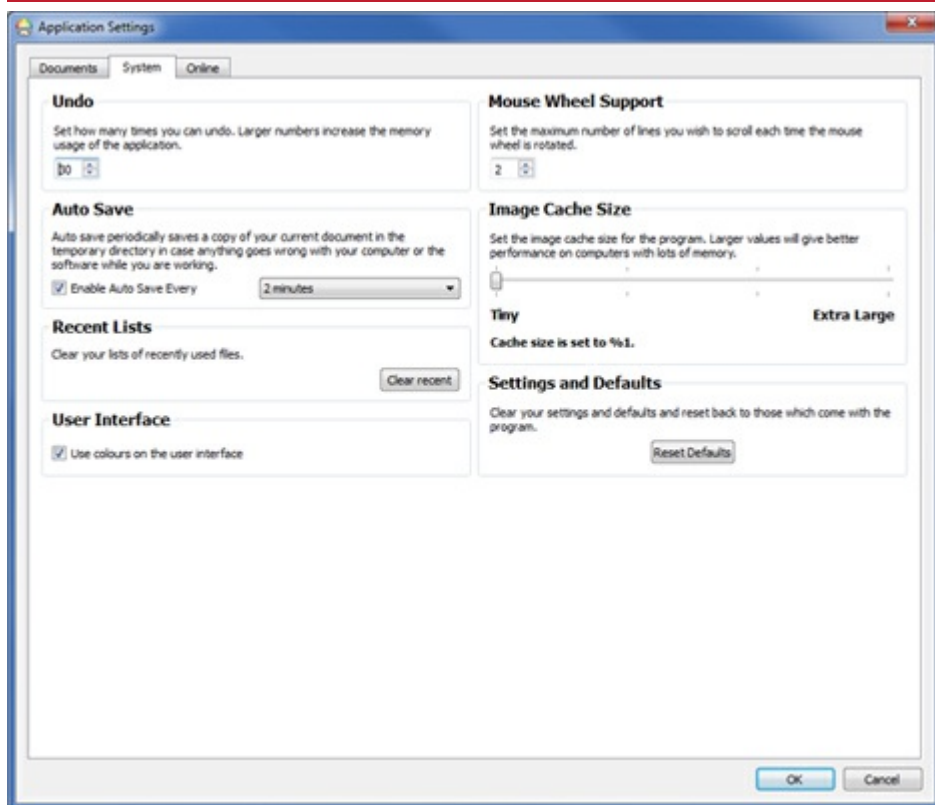 Application Settings
Documents System Online
Undo
Set how many times you can undo. Larger numbers increase the memory
usage of the application.
Auto Save
Auto save periodically saves a copy of your current document in the
temporary directory in case anything goes wrong with your computer or the
software while you are working.
Enable Auto Save Every 2 minutes
Recent Lists
Clear your lists of recently used files.
Clear recent
User Interface
Use colours on the user interface
Mouse Wheel Support
Set the maximum number of lines you wish to scroll each time the mouse
wheel is rotated.
2
Image Cache Size
Set the image cache size for the program. Larger values will give better
performance on computers with lots of memory.
Tiny Extra Large
Cache size is set to %1.
Settings and Defaults
Clear your settings and defaults and reset back to those which come with the
program.
Reset Defaults
OK Cancel